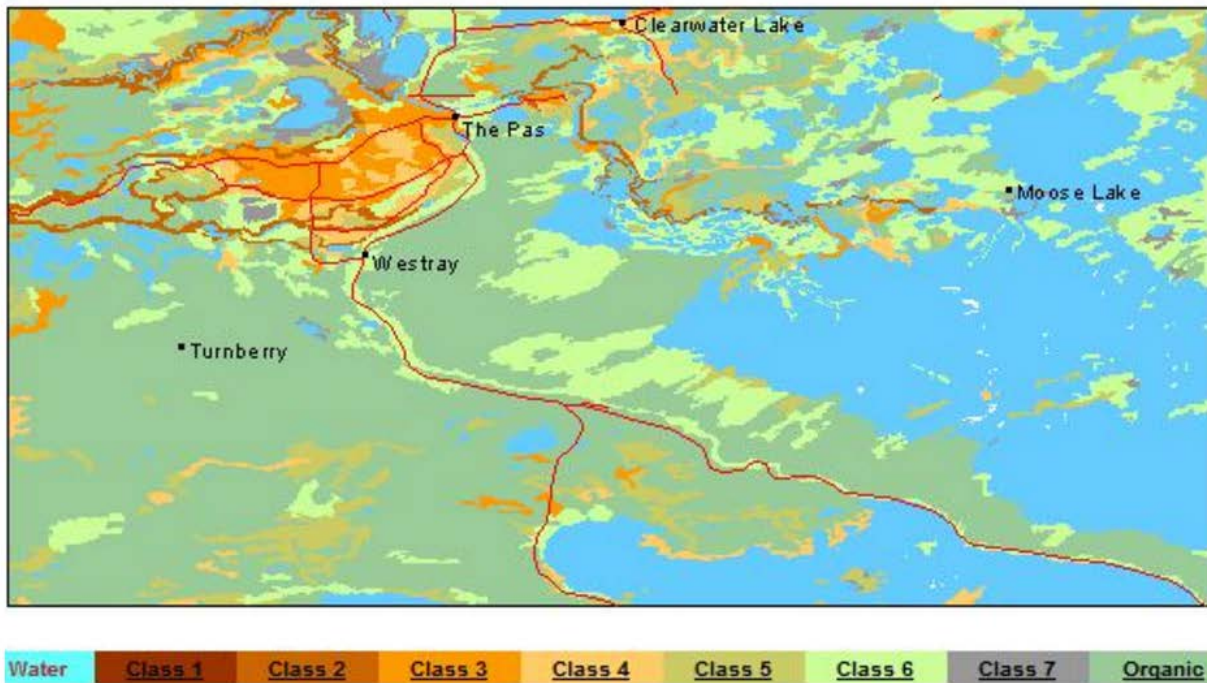 Clearwater Lake
The Pas
Moose Lake
Westray
Turnberry
Water Class 1 Class 2 Class 3 Class 4 Class 5 Class 6 Class 7 Organic